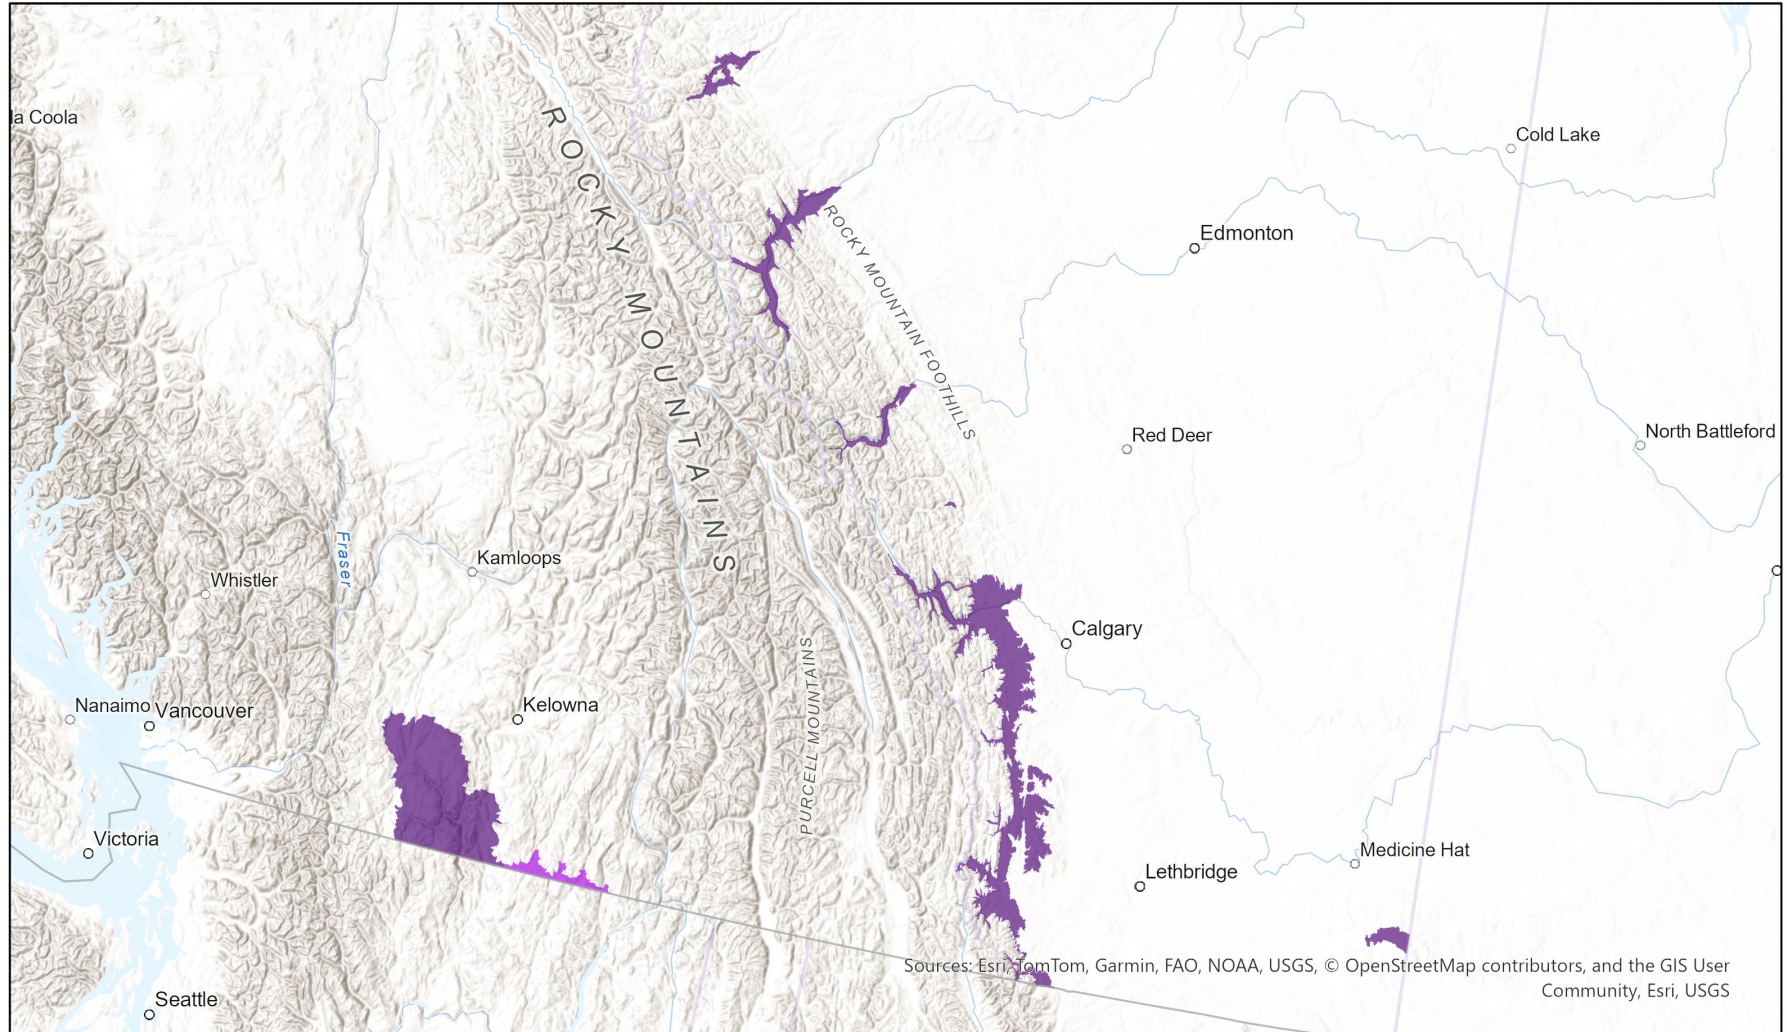 la Coola
Cold Lake
ROCKY MOUNTAINS
ROCKY MOUNTAIN FOOTHILLS
Edmonton
Red Deer
North Battleford
Fraser
Kamloops
Whistler
Calgary
PURCELL MOUNTAINS
Nanaimo
Vancouver
Kelowna
Victoria
Medicine Hat
Lethbridge
Seattle
Sources: Esri, TomTom, Garmin, FAO, NOAA, USGS, © OpenStreetMap contributors, and the GIS User
Community, Esri, USGS